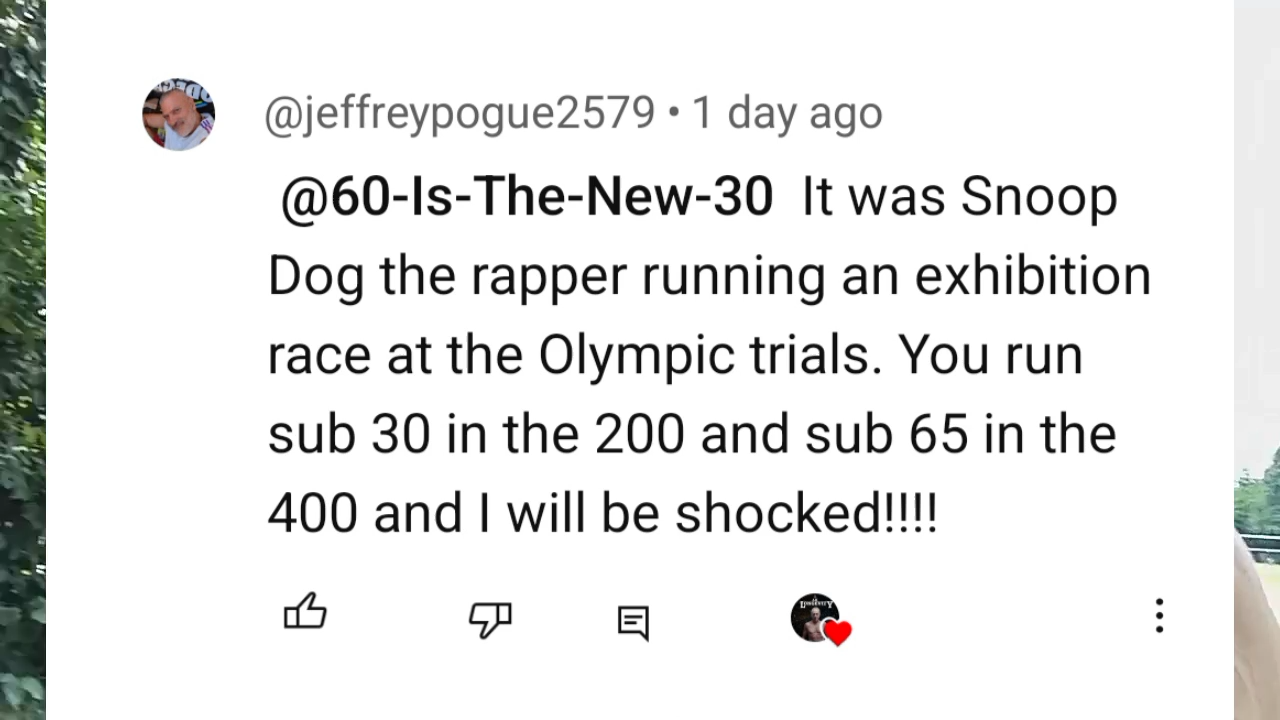 @jeffreypogue2579 • 1 day ago
@60-Is-The-New-30 It was Snoop
Dog the rapper running an exhibition
race at the Olympic trials. You run
sub 30 in the 200 and sub 65 in the
400 and I will be shocked!!!!